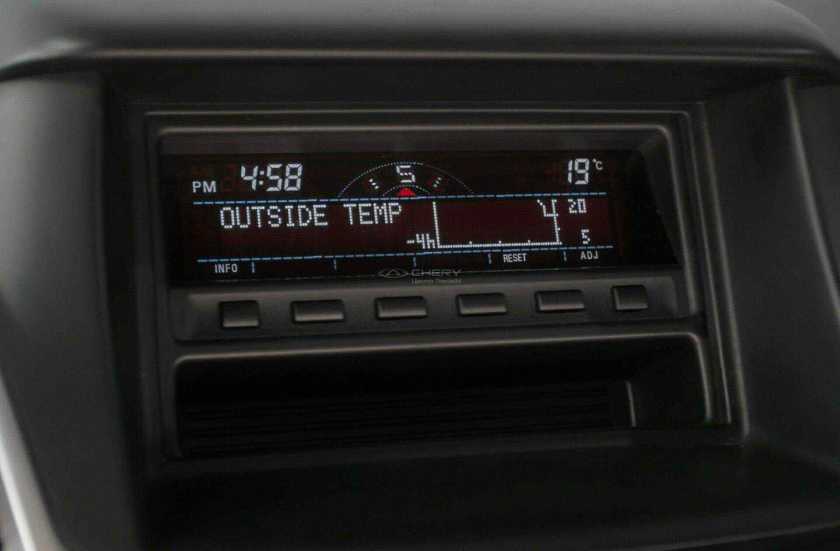 PM 4:58 S 19°C
OUTSIDE TEMP 20
-4h 5
INFO RESET ADJ
CHERY